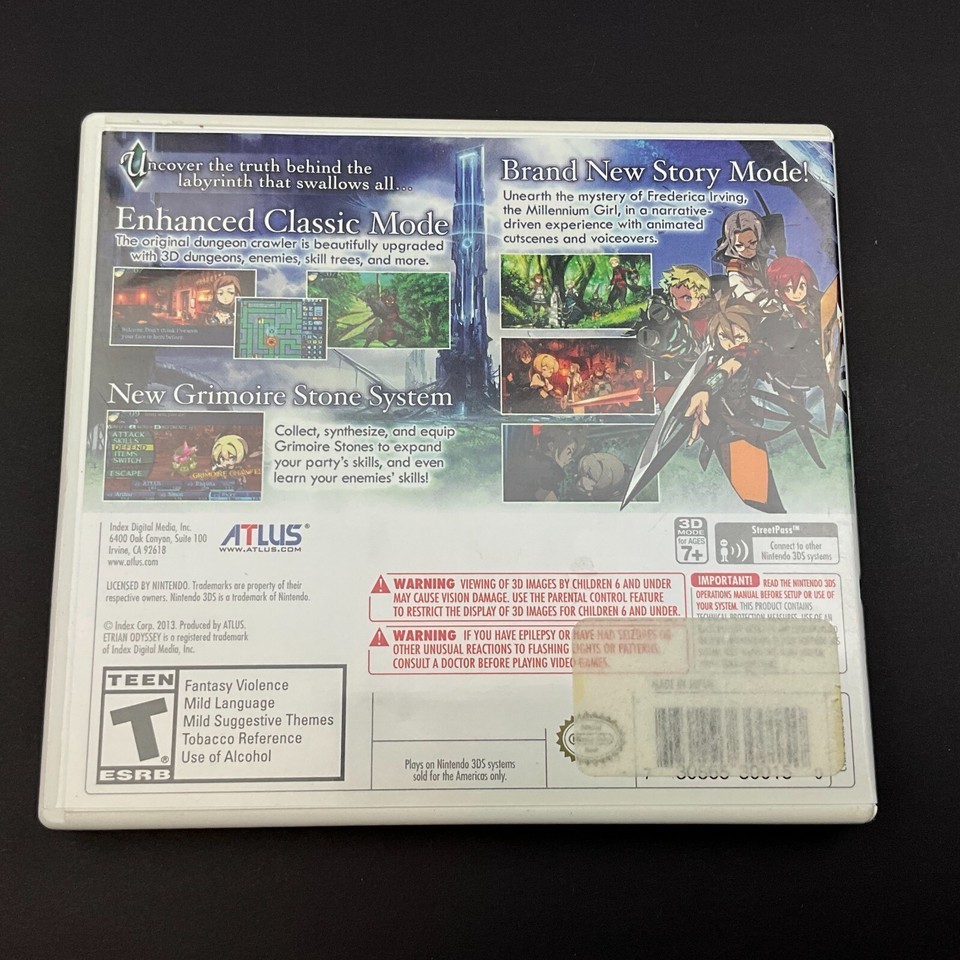 Uncover the truth behind the
labyrinth that swallows all...
Enhanced Classic Mode
The original dungeon crawler is beautifully upgraded
with 3D dungeons, enemies, skill trees, and more.
New Grimoire Stone System
ATTACK
SKILLS
DEFEND
ITEMS
SWITCH
ESCAPE
Collect, synthesize, and equip
Grimoire Stones to expand
your party's skills, and even
learn your enemies' skills!
Brand New Story Mode!
Unearth the mystery of Frederica Irving,
the Millennium Girl, in a narrative-
driven experience with animated
cutscenes and voiceovers.
Index Digital Media, Inc.
6400 Oak Canyon, Suite 100
Irvine, CA 92618
www.atlus.com
ATLUS®
WWW.ATLUS.COM
LICENSED BY NINTENDO. Trademarks are property of their
respective owners. Nintendo 3DS is a trademark of Nintendo.
© Index Corp. 2013. Produced by ATLUS.
ETRIAN ODYSSEY is a registered trademark
of Index Digital Media, Inc.
TEEN
T
®
ESRB
Fantasy Violence
Mild Language
Mild Suggestive Themes
Tobacco Reference
Use of Alcohol
3D
MODE
for AGES
7+
StreetPass™
Connect to other
Nintendo 3DS systems
WARNING VIEWING OF 3D IMAGES BY CHILDREN 6 AND UNDER
MAY CAUSE VISION DAMAGE. USE THE PARENTAL CONTROL FEATURE
TO RESTRICT THE DISPLAY OF 3D IMAGES FOR CHILDREN 6 AND UNDER.
WARNING IF YOU HAVE EPILEPSY OR HAVE HAD SEIZURES OR
OTHER UNUSUAL REACTIONS TO FLASHING LIGHTS OR PATTERNS,
CONSULT A DOCTOR BEFORE PLAYING VIDEO GAMES.
IMPORTANT! READ THE NINTENDO 3DS
OPERATIONS MANUAL BEFORE SETUP OR USE OF
YOUR SYSTEM. THIS PRODUCT CONTAINS
TECHNICAL PROTECTION MEASURES. USE OF AN
MADE IN JAPAN
Plays on Nintendo 3DS systems
sold for the Americas only.